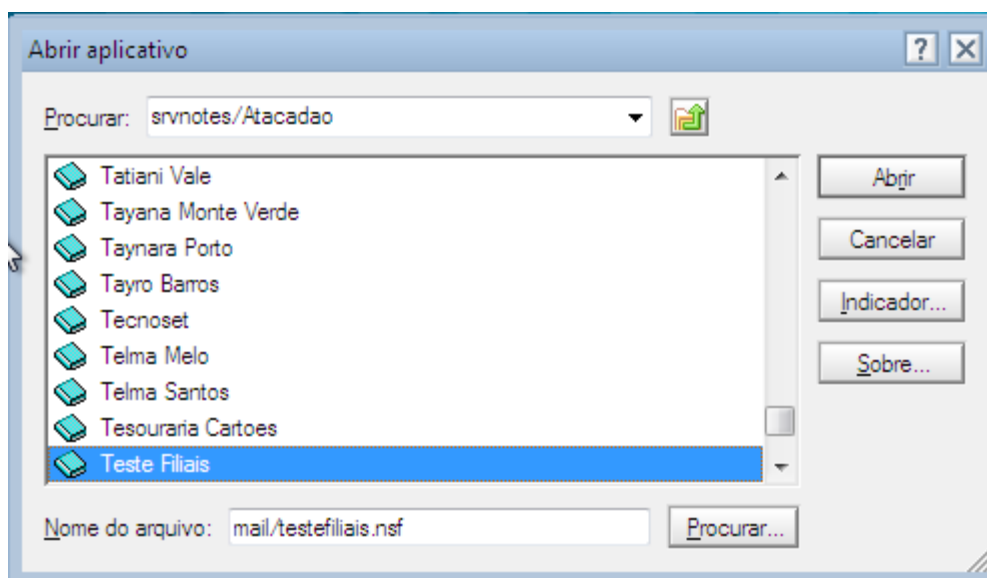 Abrir aplicativo
Procurar: srvnotes/Atacadao
Tatiani Vale
Tayana Monte Verde
Taynara Porto
Tayro Barros
Tecnoset
Telma Melo
Telma Santos
Tesouraria Cartoes
Teste Filiais
Abrir
Cancelar
Indicador...
Sobre...
Nome do arquivo: mail/testefiliais.nsf Procurar...